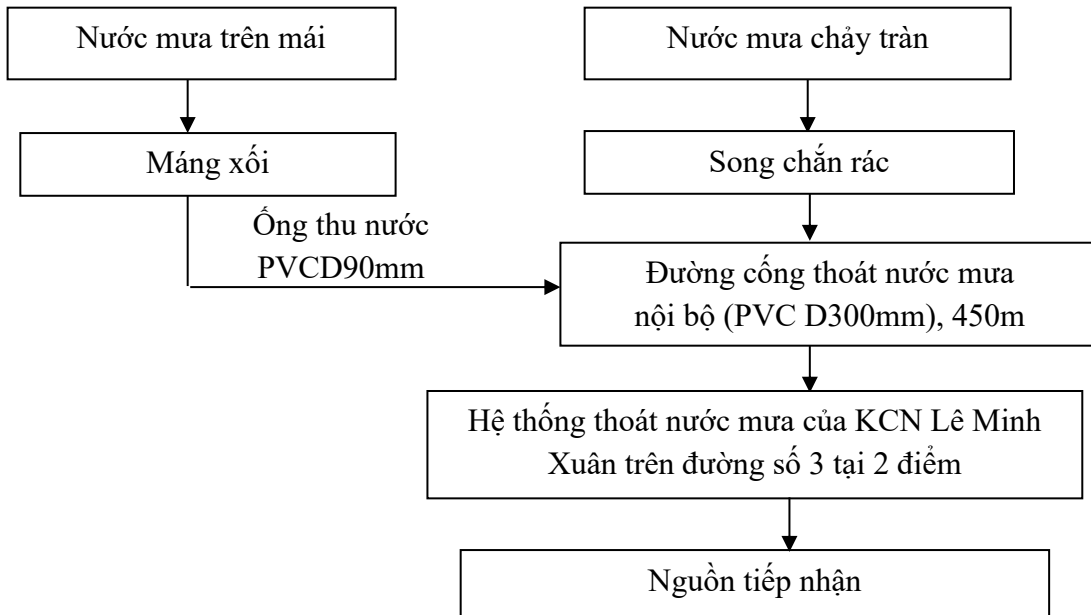 Nước mưa trên mái
Nước mưa chảy tràn
Máng xối
Song chắn rác
Ống thu nước
PVCD90mm
Đường cống thoát nước mưa
nội bộ (PVC D300mm), 450m
Hệ thống thoát nước mưa của KCN Lê Minh
Xuân trên đường số 3 tại 2 điểm
Nguồn tiếp nhận